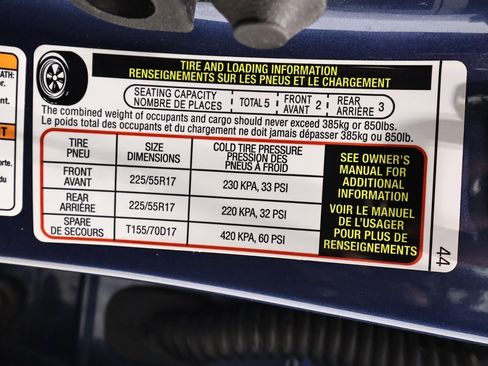 TIRE AND LOADING INFORMATION
RENSEIGNEMENTS SUR LES PNEUS ET LE CHARGEMENT
SEATING CAPACITY
NOMBRE DE PLACES
TOTAL 5
FRONT
AVANT 2
REAR
ARRIÈRE 3
The combined weight of occupants and cargo should never exceed 385kg or 850lbs.
Le poids total des occupants et du chargement ne doit jamais dépasser 385kg or 850lb.
TIRE
PNEU
SIZE
DIMENSIONS
COLD TIRE PRESSURE
PRESSION DES
PNEUS À FROID
FRONT
AVANT
225/55R17
230 KPA, 33 PSI
REAR
ARRIÈRE
225/55R17
220 KPA, 32 PSI
SPARE
DE SECOURS
T155/70D17
420 KPA, 60 PSI
SEE OWNER'S
MANUAL FOR
ADDITIONAL
INFORMATION
VOIR LE MANUEL
DE L'USAGER
POUR PLUS DE
RENSEIGNEMENTS
44